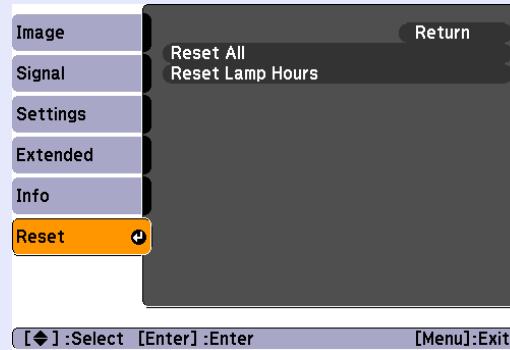 Image
Signal
Settings
Extended
Info
Reset
Return
Reset All
Reset Lamp Hours
[◆] :Select [Enter] :Enter [Menu]:Exit